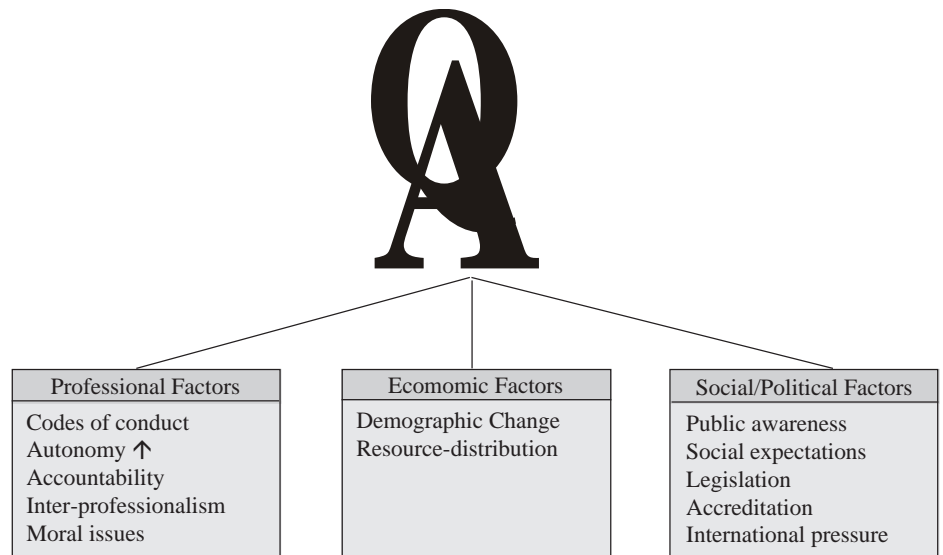 QA
Professional Factors
Codes of conduct
Autonomy ↑
Accountability
Inter-professionalism
Moral issues
Ecomomic Factors
Demographic Change
Resource-distribution
Social/Political Factors
Public awareness
Social expectations
Legislation
Accreditation
International pressure